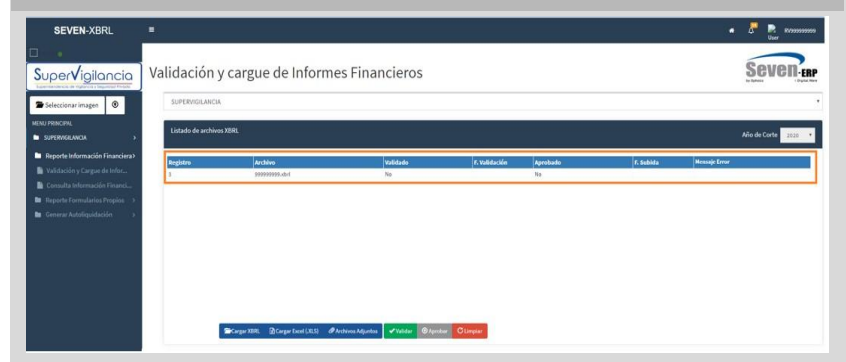 SEVEN-XBRL
User
SuperVigilancia
Seleccionar imagen
MENU PRINCIPAL
SUPERVIGILANCIA
Reporte Información Financiera
Validación y Cargue de Infor...
Consulta Información Financi...
Reporte Formularios Propios
Generar Autoliquidación
Validación y cargue de Informes Financieros
Seven-ERP
SUPERVIGILANCIA
Listado de archivos XBRL
Año de Corte 2020
Registro Archivo Validado F. Validación Aprobado F. Subida Mensaje Error
No No
Cargar XBRL Cargar Excel (.XLS) Archivos Adjuntos Validar Aprobar Limpiar